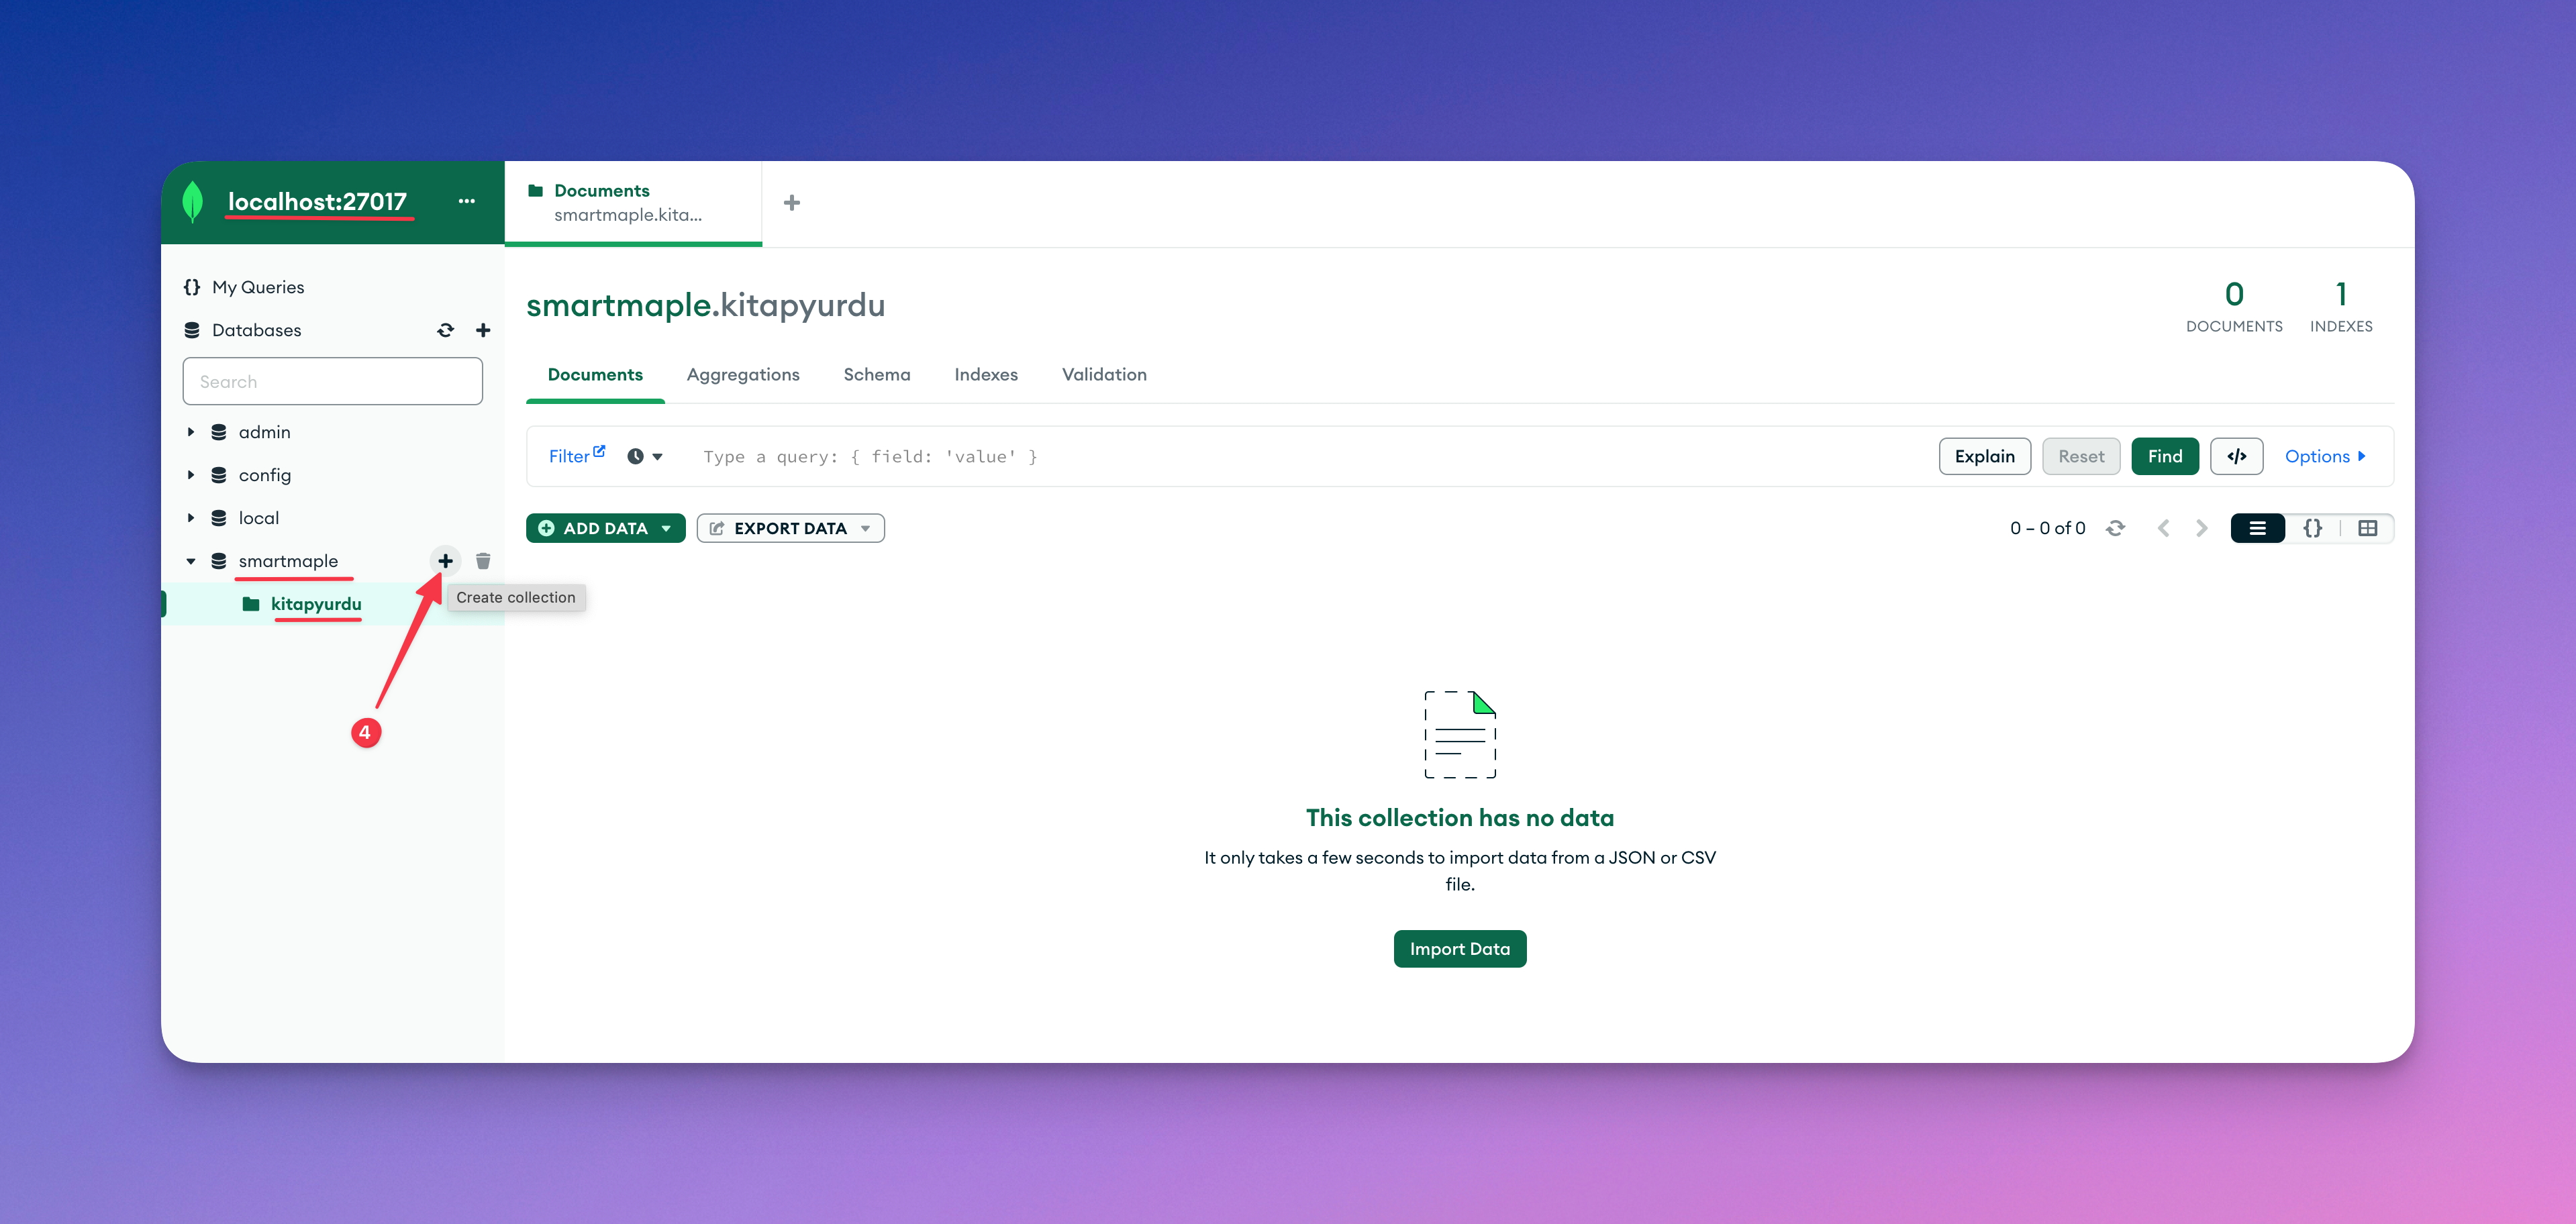 localhost:27017
Documents
smartmaple.kita...
My Queries
Databases
Search
admin
config
local
smartmaple
Create collection
kitapyurdu
4
smartmaple.kitapyurdu
0
DOCUMENTS
1
INDEXES
Documents Aggregations Schema Indexes Validation
Filter Type a query: { field: 'value' } Explain Reset Find </> Options
ADD DATA EXPORT DATA 0 – 0 of 0 {}
This collection has no data
It only takes a few seconds to import data from a JSON or CSV
file.
Import Data